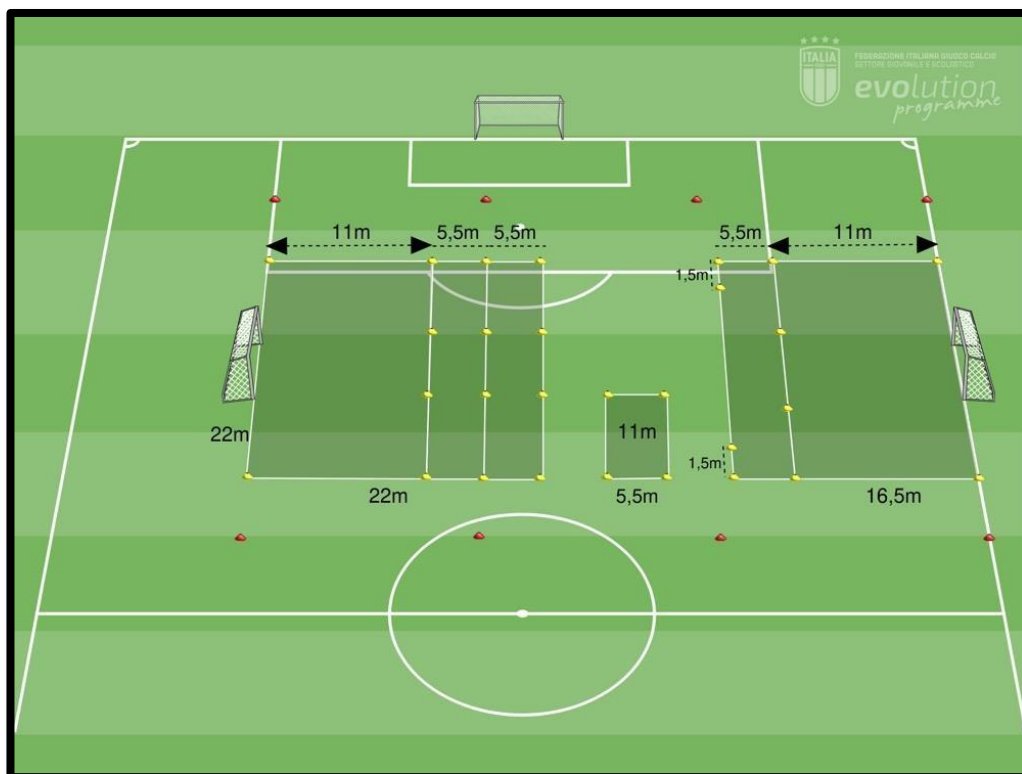 ITALIA
FEDERAZIONE ITALIANA GIUOCO CALCIO
SETTORE GIOVANILE E SCOLASTICO
evolution
programme
11m
5,5m
5,5m
5,5m
11m
1,5m
22m
11m
1,5m
22m
5,5m
16,5m